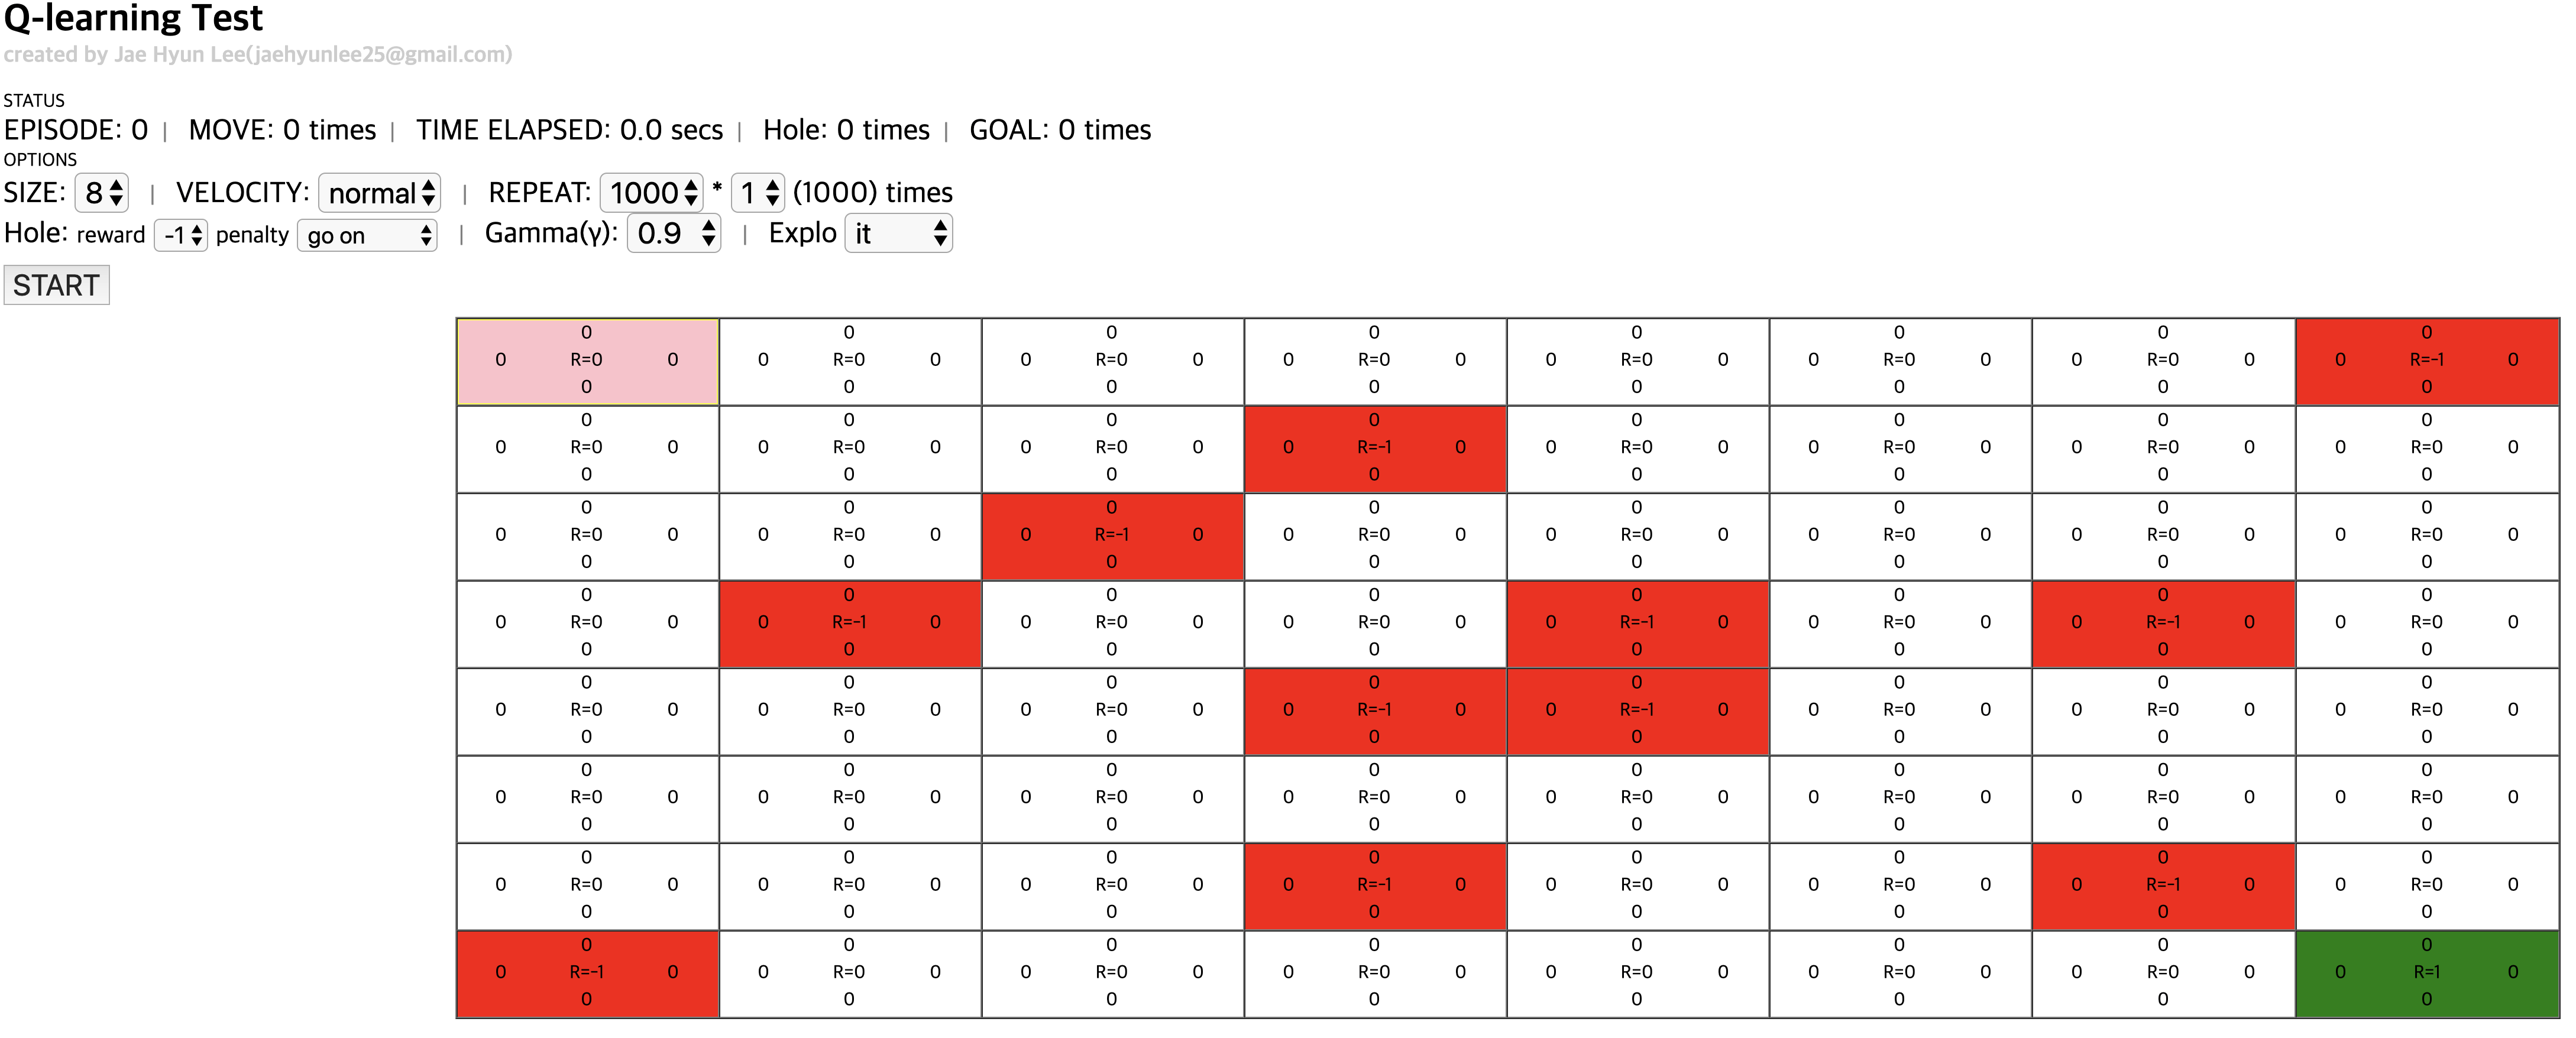 Q-learning Test
created by Jae Hyun Lee(jaehyunlee25@gmail.com)
STATUS
EPISODE: 0 | MOVE: 0 times | TIME ELAPSED: 0.0 secs | Hole: 0 times | GOAL: 0 times
OPTIONS
SIZE: 8 | VELOCITY: normal | REPEAT: 1000 * 1 (1000) times
Hole: reward -1 penalty go on | Gamma(γ): 0.9 | Explo it
START
0 0 0 0 0 0 0 0
0 R=0 0 0 R=0 0 0 R=0 0 0 R=0 0 0 R=0 0 0 R=0 0 0 R=0 0 0 R=-1 0
0 0 0 0 0 0 0 0
0 0 0 0 0 0 0 0
0 R=0 0 0 R=0 0 0 R=0 0 0 R=-1 0 0 R=0 0 0 R=0 0 0 R=0 0 0 R=0 0
0 0 0 0 0 0 0 0
0 0 0 0 0 0 0 0
0 R=0 0 0 R=0 0 0 R=-1 0 0 R=0 0 0 R=0 0 0 R=0 0 0 R=0 0 0 R=0 0
0 0 0 0 0 0 0 0
0 0 0 0 0 0 0 0
0 R=0 0 0 R=-1 0 0 R=0 0 0 R=0 0 0 R=-1 0 0 R=0 0 0 R=-1 0 0 R=0 0
0 0 0 0 0 0 0 0
0 0 0 0 0 0 0 0
0 R=0 0 0 R=0 0 0 R=0 0 0 R=-1 0 0 R=-1 0 0 R=0 0 0 R=0 0 0 R=0 0
0 0 0 0 0 0 0 0
0 0 0 0 0 0 0 0
0 R=0 0 0 R=0 0 0 R=0 0 0 R=0 0 0 R=0 0 0 R=0 0 0 R=0 0 0 R=0 0
0 0 0 0 0 0 0 0
0 0 0 0 0 0 0 0
0 R=0 0 0 R=0 0 0 R=0 0 0 R=-1 0 0 R=0 0 0 R=0 0 0 R=-1 0 0 R=0 0
0 0 0 0 0 0 0 0
0 0 0 0 0 0 0 0
0 R=-1 0 0 R=0 0 0 R=0 0 0 R=0 0 0 R=0 0 0 R=0 0 0 R=0 0 0 R=1 0
0 0 0 0 0 0 0 0